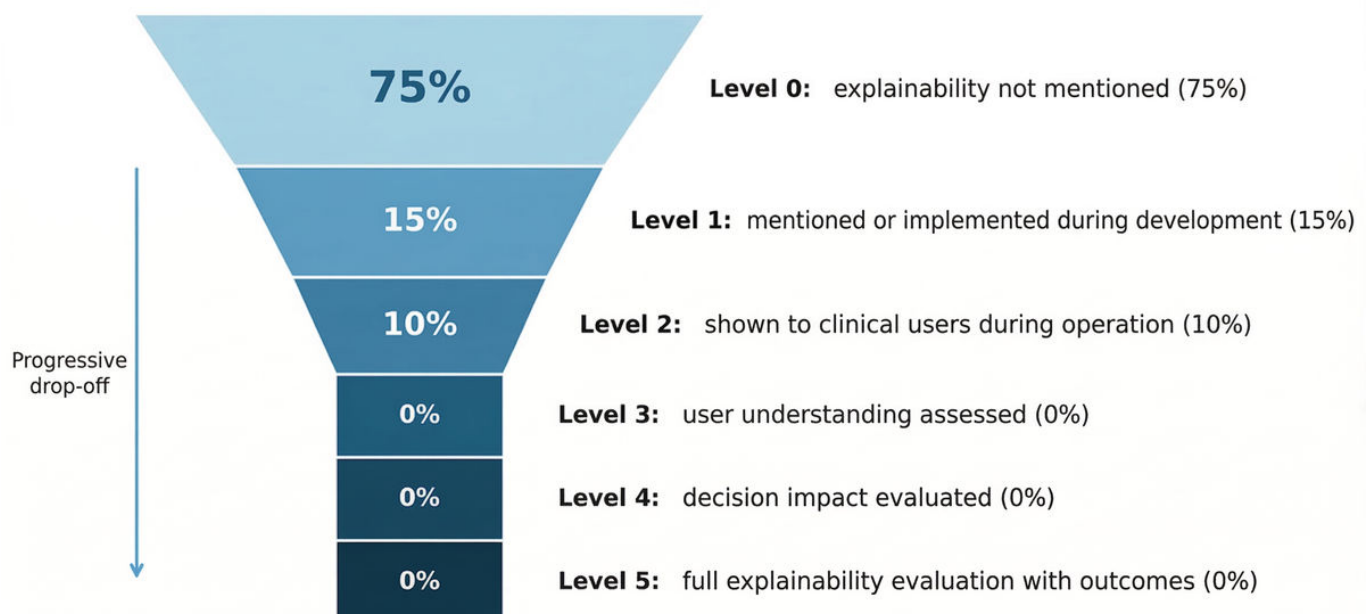 75%
Level 0: explainability not mentioned (75%)
15%
Level 1: mentioned or implemented during development (15%)
10%
Level 2: shown to clinical users during operation (10%)
Progressive
drop-off
0%
Level 3: user understanding assessed (0%)
0%
Level 4: decision impact evaluated (0%)
0%
Level 5: full explainability evaluation with outcomes (0%)